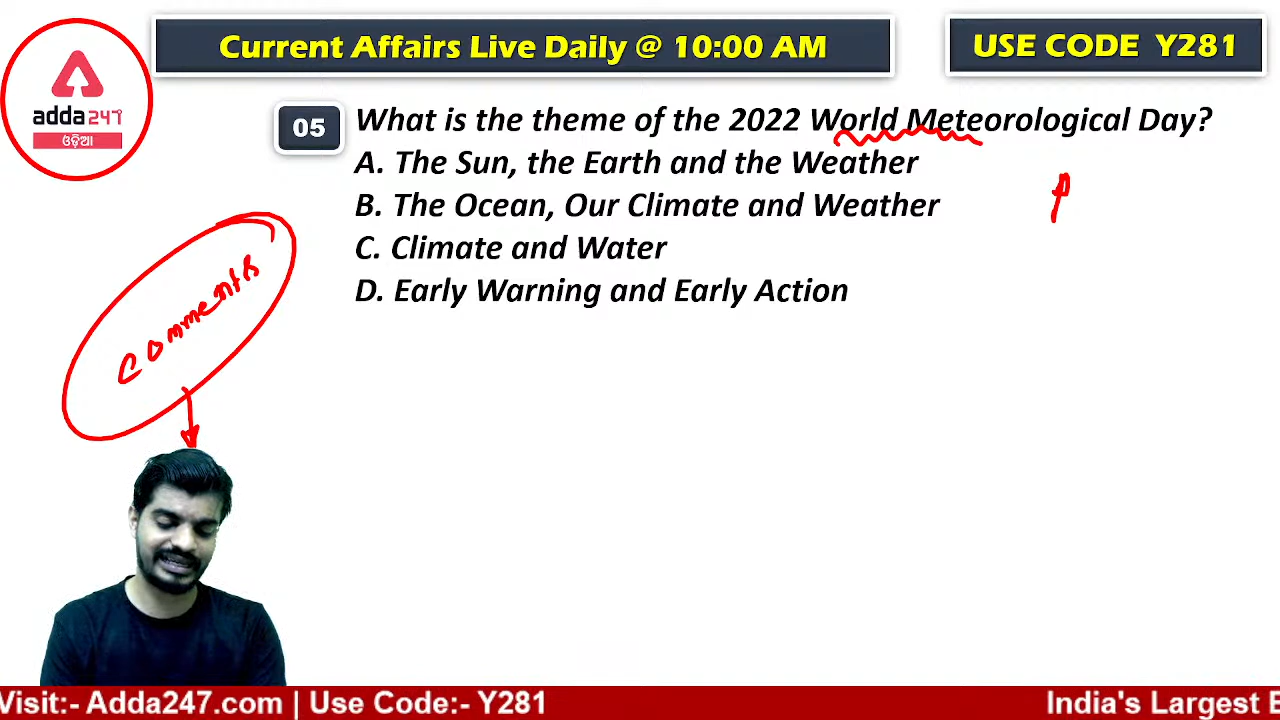 Current Affairs Live Daily @ 10:00 AM
USE CODE Y281
adda247
ଓଡ଼ିଆ
05
What is the theme of the 2022 World Meteorological Day?
A. The Sun, the Earth and the Weather
B. The Ocean, Our Climate and Weather
C. Climate and Water
D. Early Warning and Early Action
comments
Visit:- Adda247.com | Use Code:- Y281
India's Largest